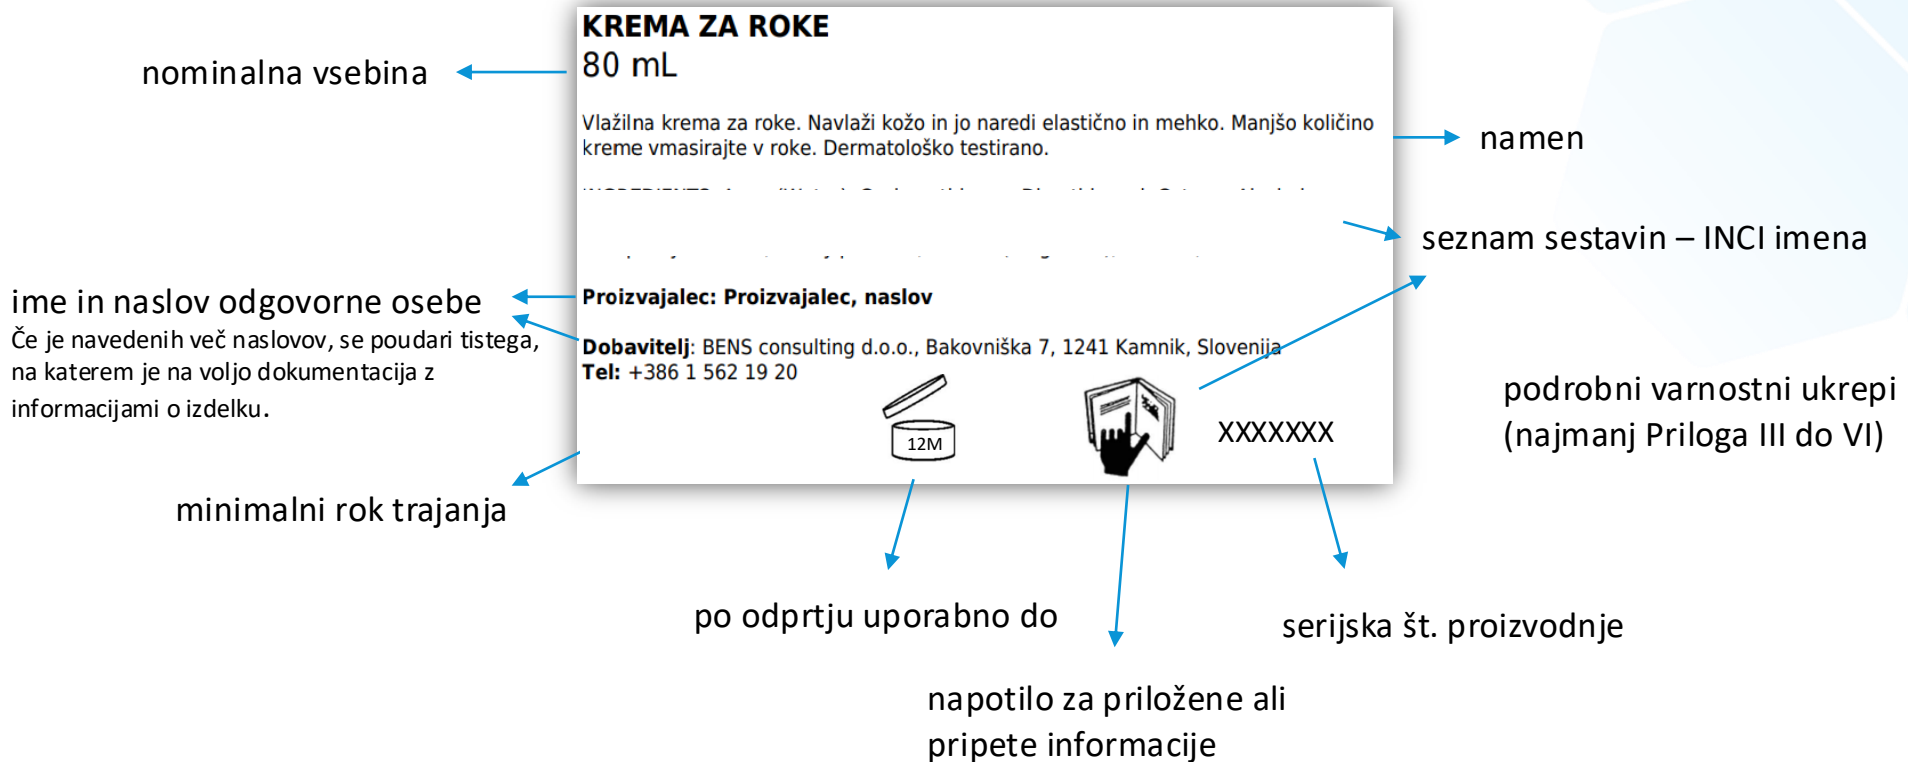 KREMA ZA ROKE
80 mL
nominalna vsebina
Vlažilna krema za roke. Navlaži kožo in jo naredi elastično in mehko. Manjšo količino
kreme vmasirajte v roke. Dermatološko testirano.
namen
seznam sestavin – INCI imena
ime in naslov odgovorne osebe
Če je navedenih več naslovov, se poudari tistega,
na katerem je na voljo dokumentacija z
informacijami o izdelku.
Proizvajalec: Proizvajalec, naslov
Dobavitelj: BENS consulting d.o.o., Bakovniška 7, 1241 Kamnik, Slovenija
Tel: +386 1 562 19 20
12M
XXXXXXX
podrobni varnostni ukrepi
(najmanj Priloga III do VI)
minimalni rok trajanja
po odprtju uporabno do
serijska št. proizvodnje
napotilo za priložene ali
pripete informacije